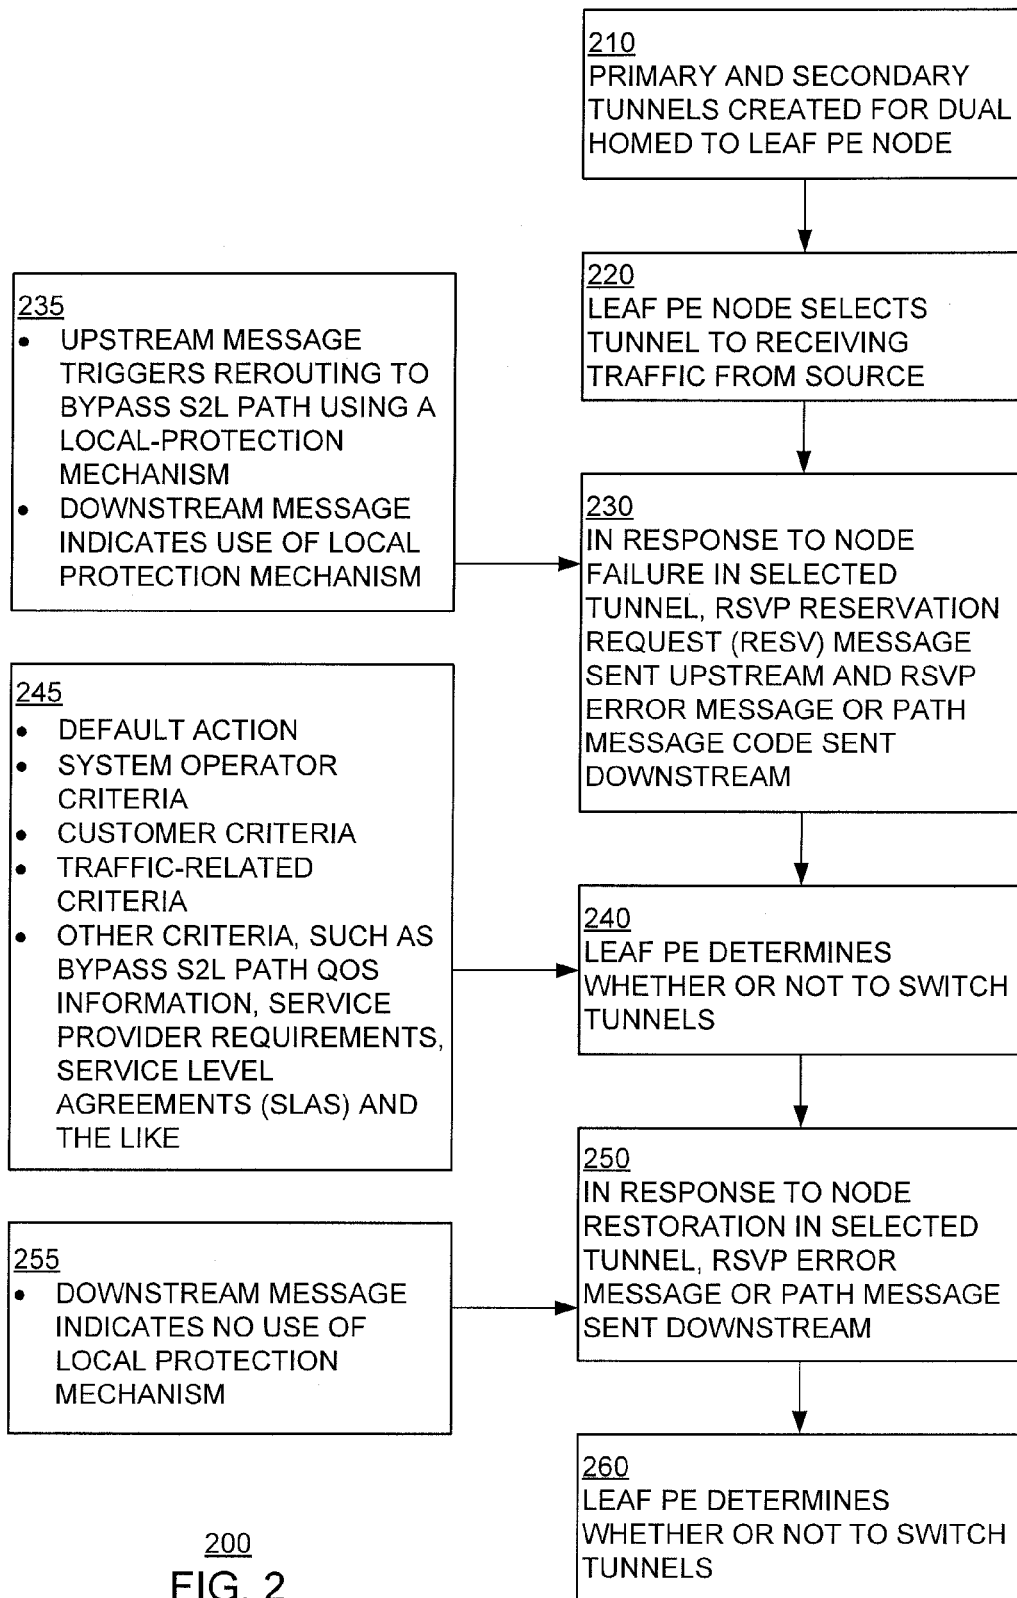 210
PRIMARY AND SECONDARY
TUNNELS CREATED FOR DUAL
HOMED TO LEAF PE NODE
220
LEAF PE NODE SELECTS
TUNNEL TO RECEIVING
TRAFFIC FROM SOURCE
235
• UPSTREAM MESSAGE
TRIGGERS REROUTING TO
BYPASS S2L PATH USING A
LOCAL-PROTECTION
MECHANISM
• DOWNSTREAM MESSAGE
INDICATES USE OF LOCAL
PROTECTION MECHANISM
230
IN RESPONSE TO NODE
FAILURE IN SELECTED
TUNNEL, RSVP RESERVATION
REQUEST (RESV) MESSAGE
SENT UPSTREAM AND RSVP
ERROR MESSAGE OR PATH
MESSAGE CODE SENT
DOWNSTREAM
245
• DEFAULT ACTION
• SYSTEM OPERATOR
CRITERIA
• CUSTOMER CRITERIA
• TRAFFIC-RELATED
CRITERIA
• OTHER CRITERIA, SUCH AS
BYPASS S2L PATH QOS
INFORMATION, SERVICE
PROVIDER REQUIREMENTS,
SERVICE LEVEL
AGREEMENTS (SLAS) AND
THE LIKE
240
LEAF PE DETERMINES
WHETHER OR NOT TO SWITCH
TUNNELS
255
• DOWNSTREAM MESSAGE
INDICATES NO USE OF
LOCAL PROTECTION
MECHANISM
250
IN RESPONSE TO NODE
RESTORATION IN SELECTED
TUNNEL, RSVP ERROR
MESSAGE OR PATH MESSAGE
SENT DOWNSTREAM
260
LEAF PE DETERMINES
WHETHER OR NOT TO SWITCH
TUNNELS
200
FIG. 2